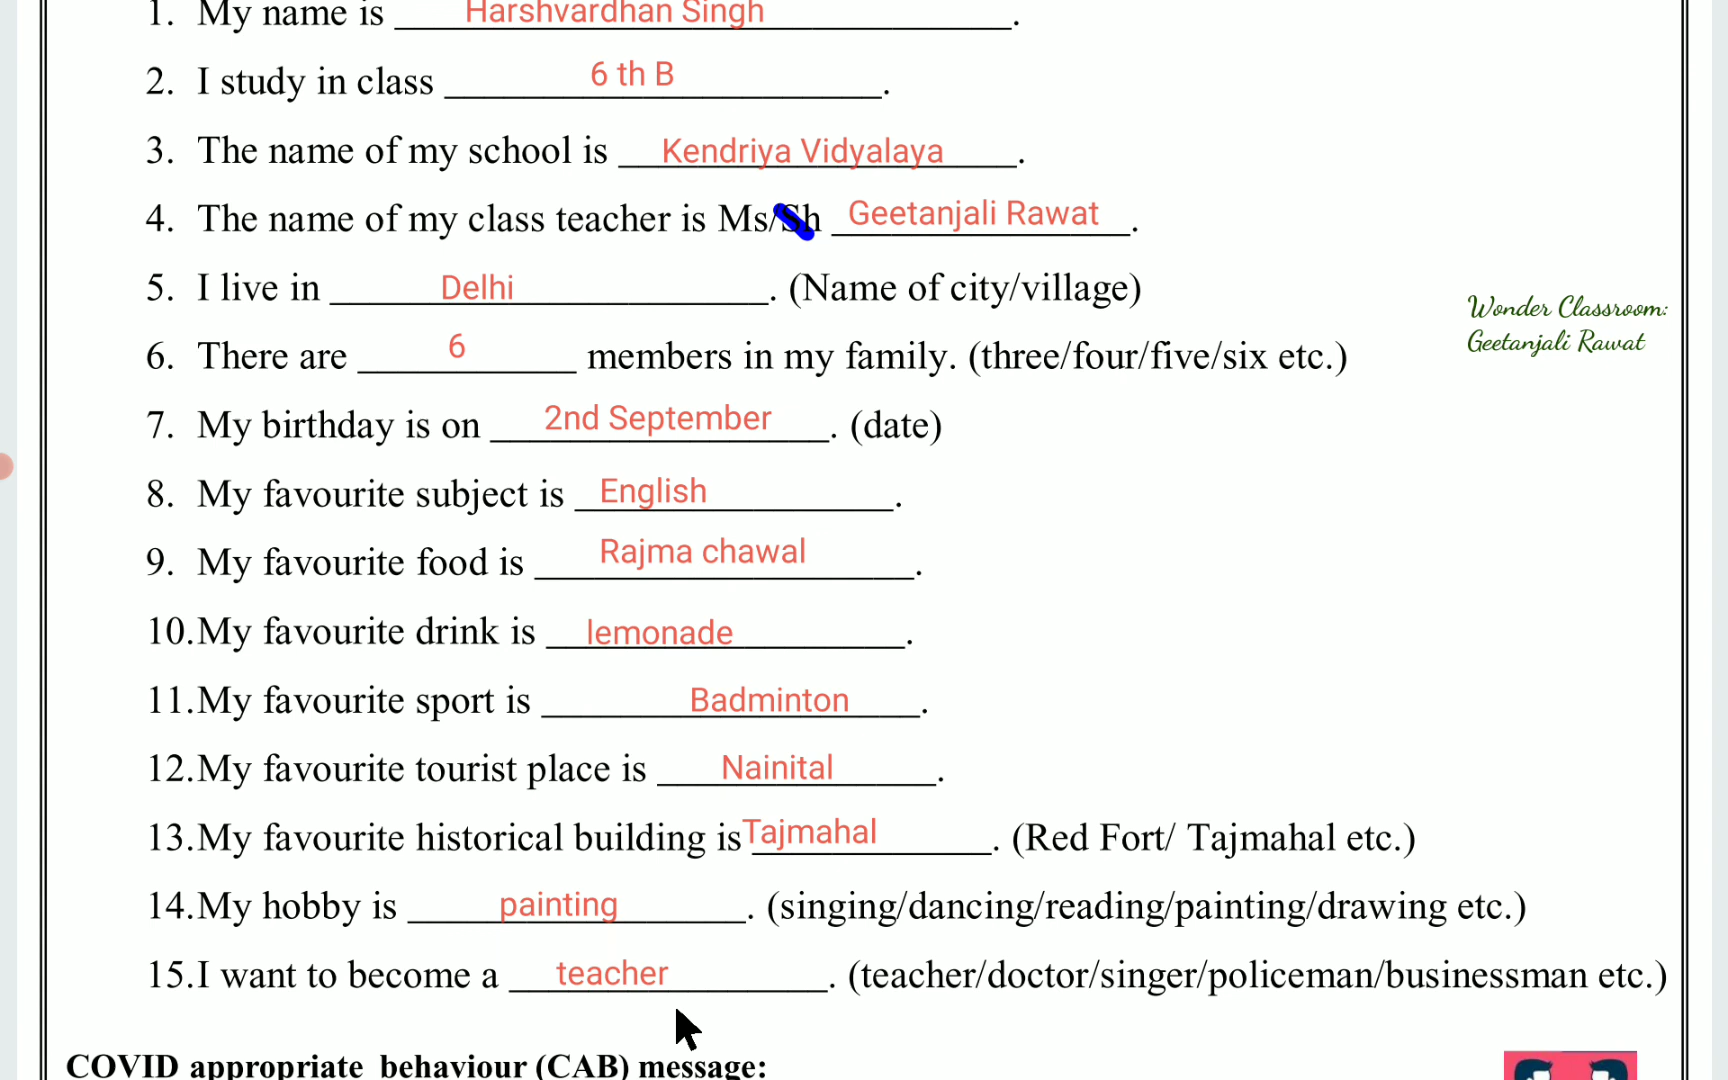 1. My name is Harshvardhan Singh.
2. I study in class 6 th B.
3. The name of my school is Kendriya Vidyalaya.
4. The name of my class teacher is Ms/Sh Geetanjali Rawat.
5. I live in Delhi. (Name of city/village)
Wonder Classroom:
Geetanjali Rawat
6. There are 6 members in my family. (three/four/five/six etc.)
7. My birthday is on 2nd September. (date)
8. My favourite subject is English.
9. My favourite food is Rajma chawal.
10.My favourite drink is lemonade.
11.My favourite sport is Badminton.
12.My favourite tourist place is Nainital.
13.My favourite historical building is Tajmahal. (Red Fort/ Tajmahal etc.)
14.My hobby is painting. (singing/dancing/reading/painting/drawing etc.)
15.I want to become a teacher. (teacher/doctor/singer/policeman/businessman etc.)
COVID appropriate behaviour (CAB) message: